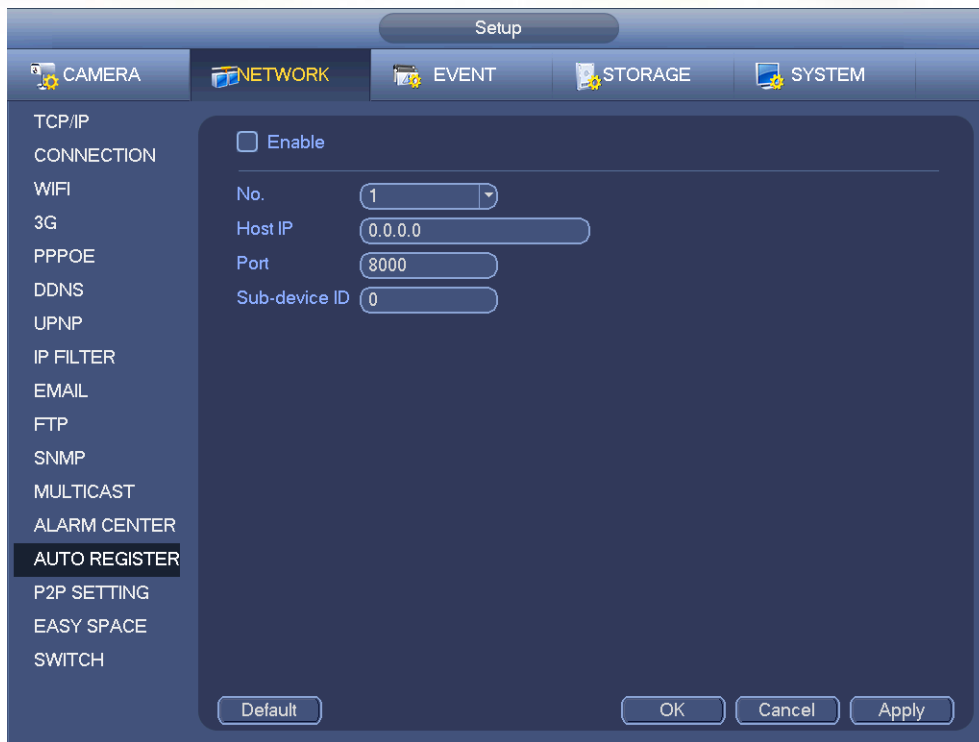 Setup
CAMERA NETWORK EVENT STORAGE SYSTEM
TCP/IP
CONNECTION
WIFI
3G
PPPOE
DDNS
UPNP
IP FILTER
EMAIL
FTP
SNMP
MULTICAST
ALARM CENTER
AUTO REGISTER
P2P SETTING
EASY SPACE
SWITCH
Enable
No. 1
Host IP 0.0.0.0
Port 8000
Sub-device ID 0
Default OK Cancel Apply